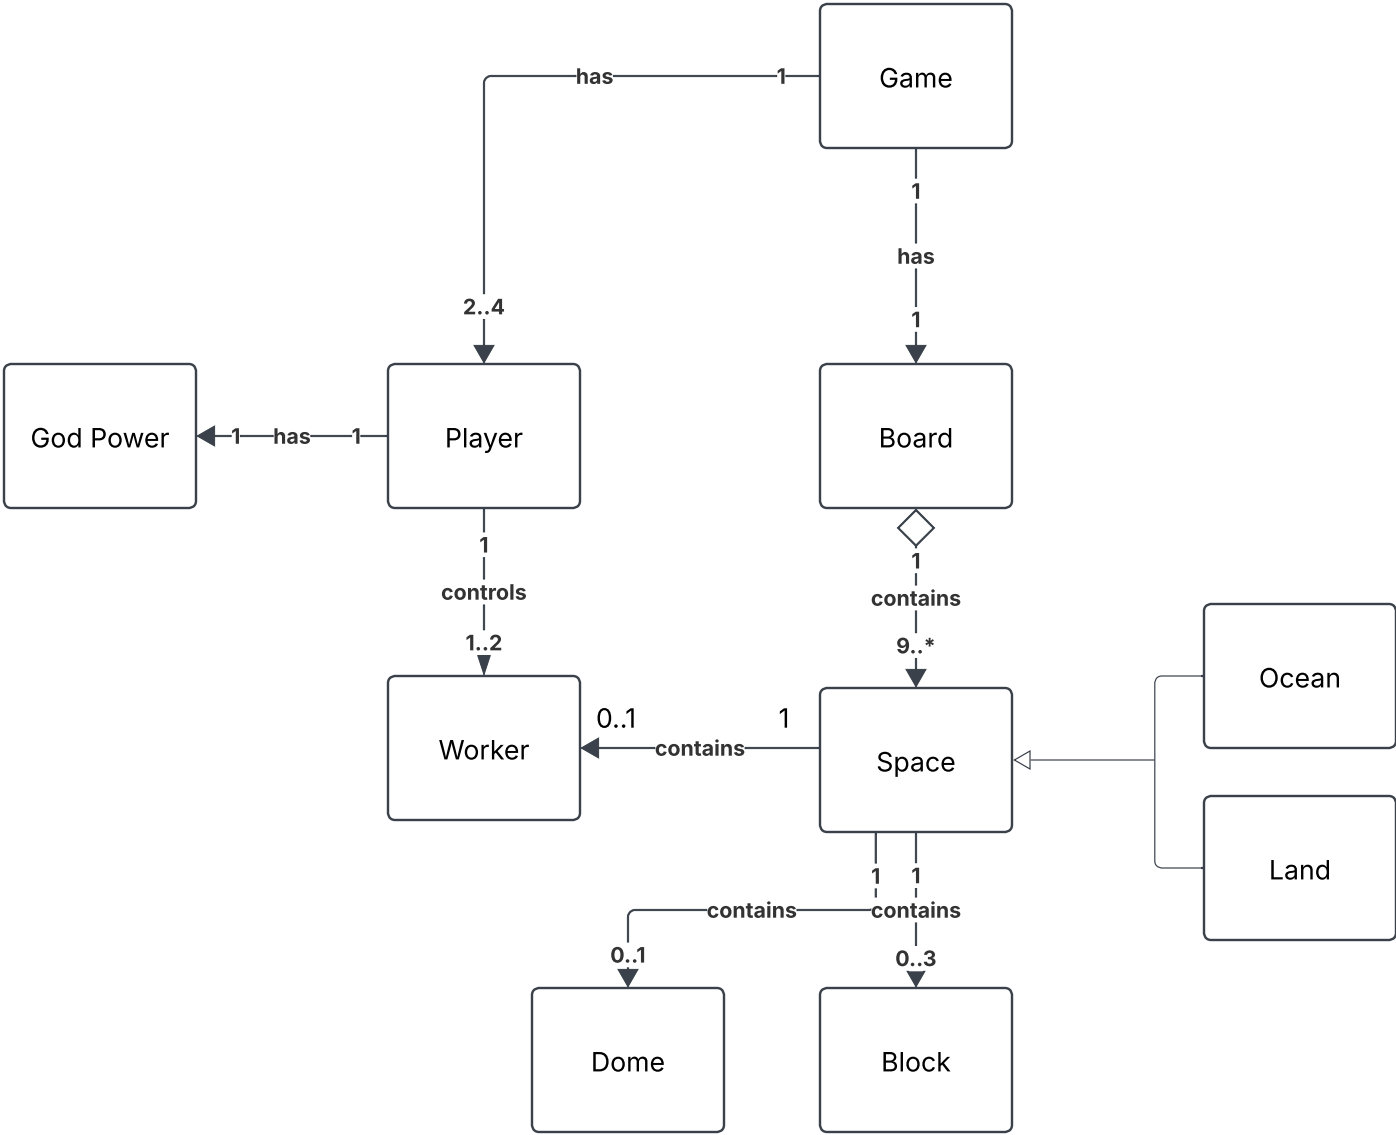 Game
has
1
1
has
2..4
1
God Power
1
has
1
Player
Board
1
1
controls
contains
1..2
9..*
Ocean
0..1
1
Worker
contains
Space
Land
1
1
contains
contains
0..1
0..3
Dome
Block